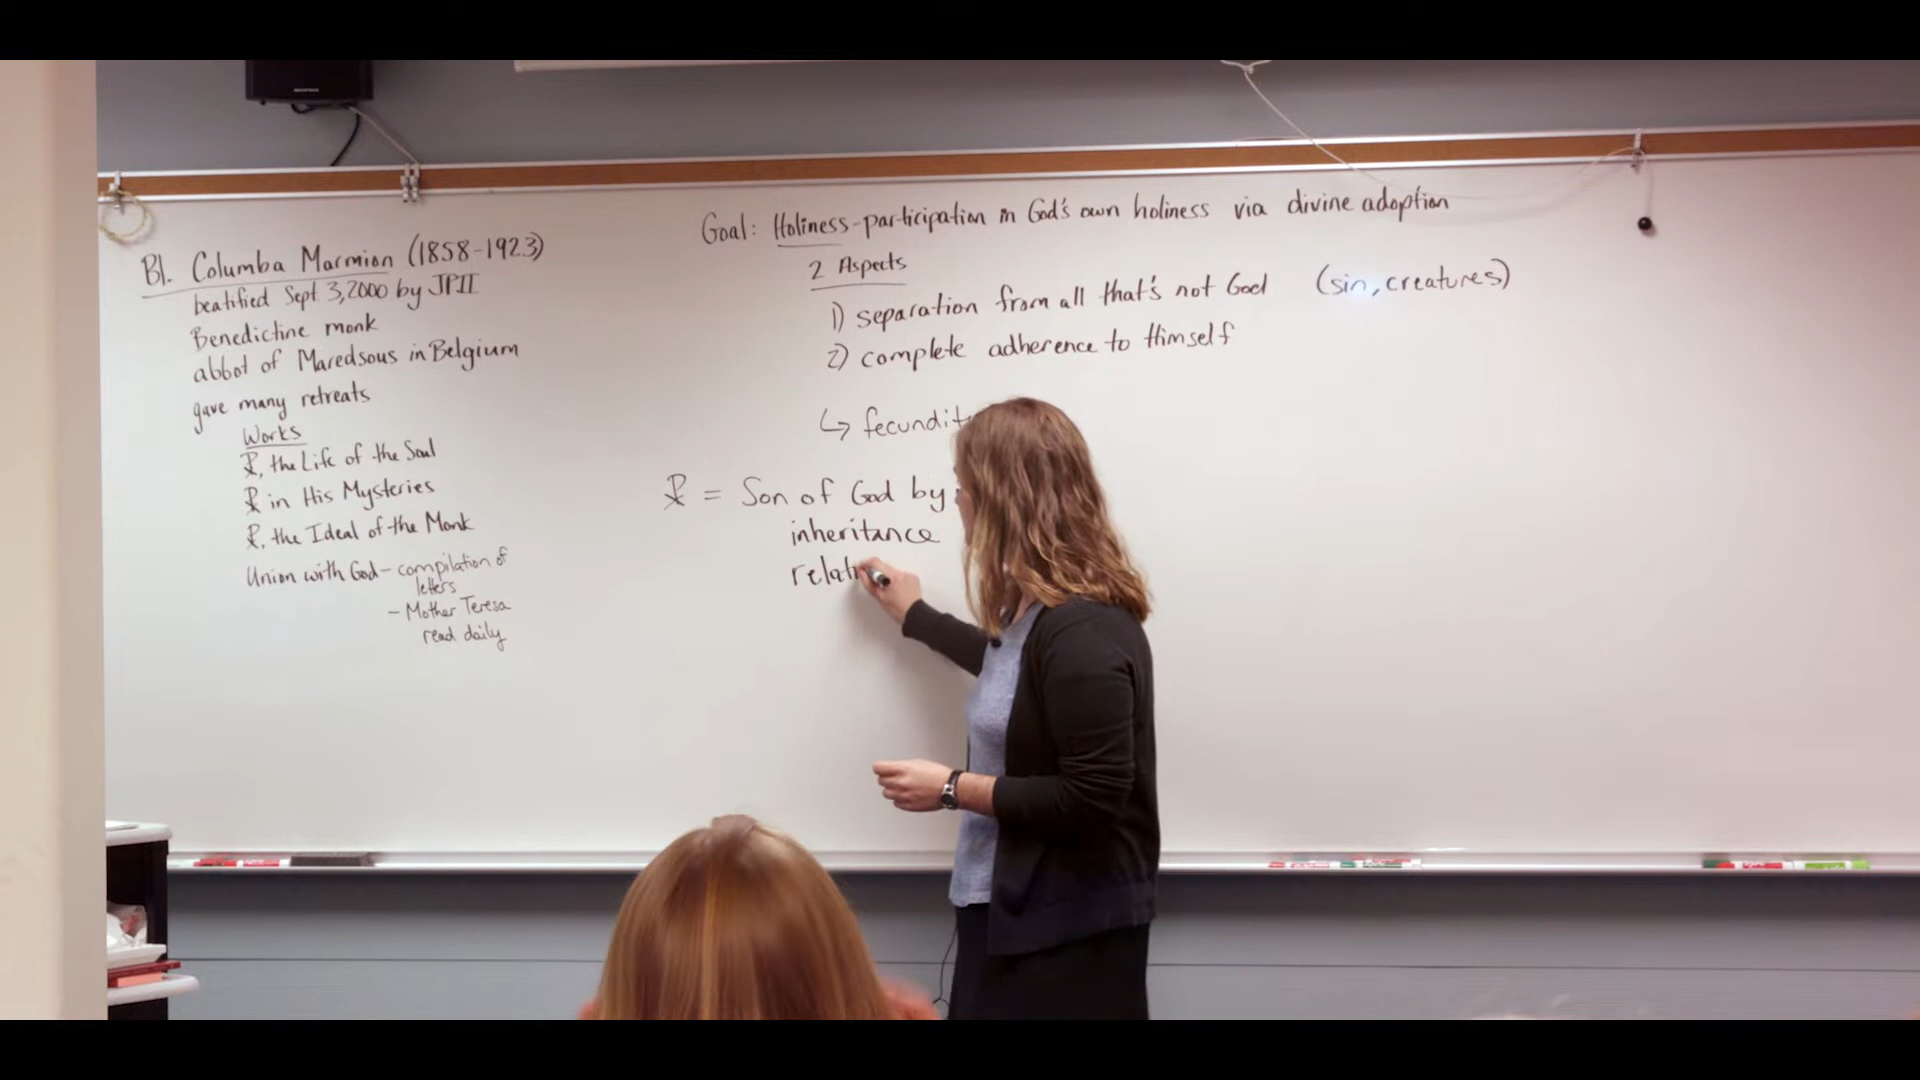 Bl. Columba Marmion (1858-1923)
beatified Sept. 3, 2000 by JPII
Benedictine monk
abbot of Maredsous in Belgium
gave many retreats
Works
☧, the Life of the Soul
☧ in His Mysteries
☧, the Ideal of the Monk
Union with God – compilation of
letters
– Mother Teresa
read daily
Goal: Holiness - participation in God's own holiness via divine adoption
2 Aspects
1) separation from all that's not God (sin, creatures)
2) complete adherence to Himself
↳ fecundit
☧ = Son of God by
inheritance
relati